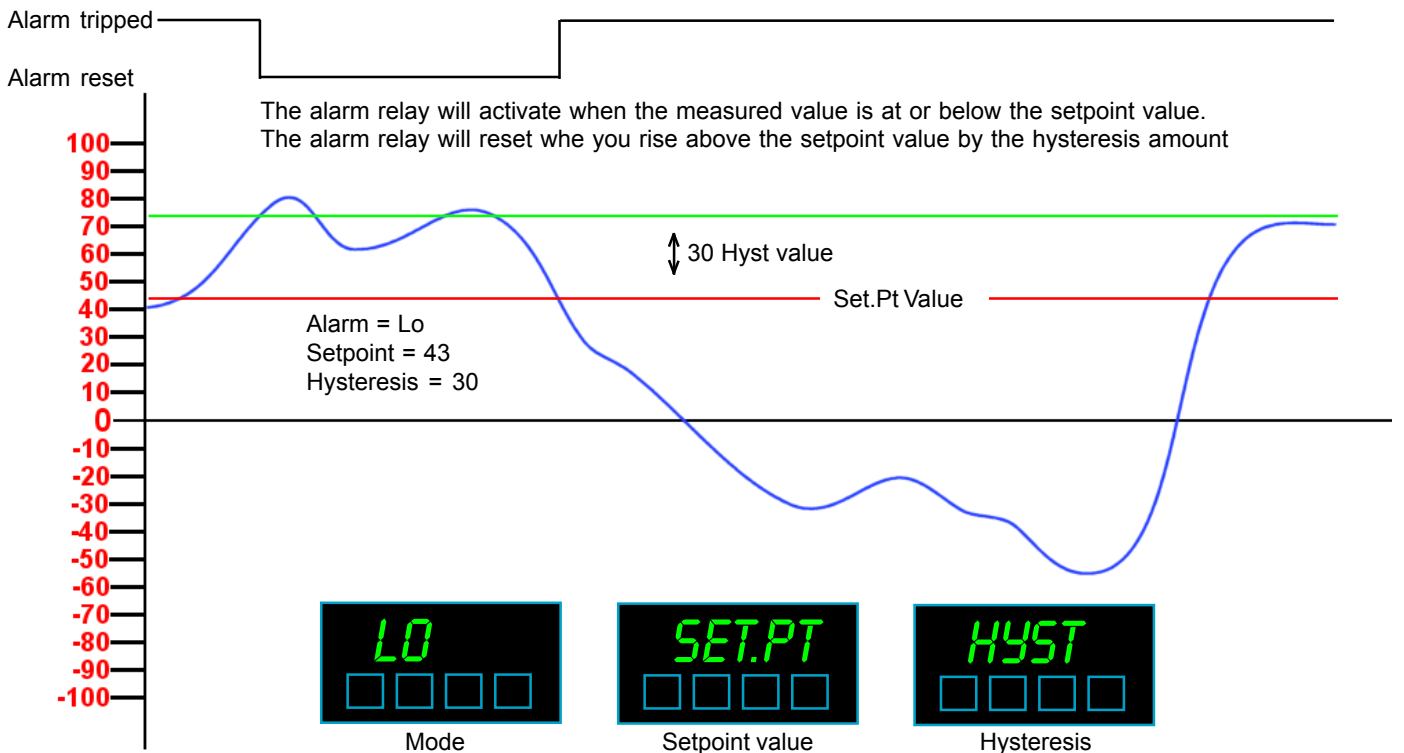 Alarm tripped
Alarm reset
The alarm relay will activate when the measured value is at or below the setpoint value.
The alarm relay will reset whe you rise above the setpoint value by the hysteresis amount
100
90
80
70
60
50
40
30
20
10
0
-10
-20
-30
-40
-50
-60
-70
-80
-90
-100
30 Hyst value
Set.Pt Value
Alarm = Lo
Setpoint = 43
Hysteresis = 30
LO
SET.PT
HYST
Mode
Setpoint value
Hysteresis